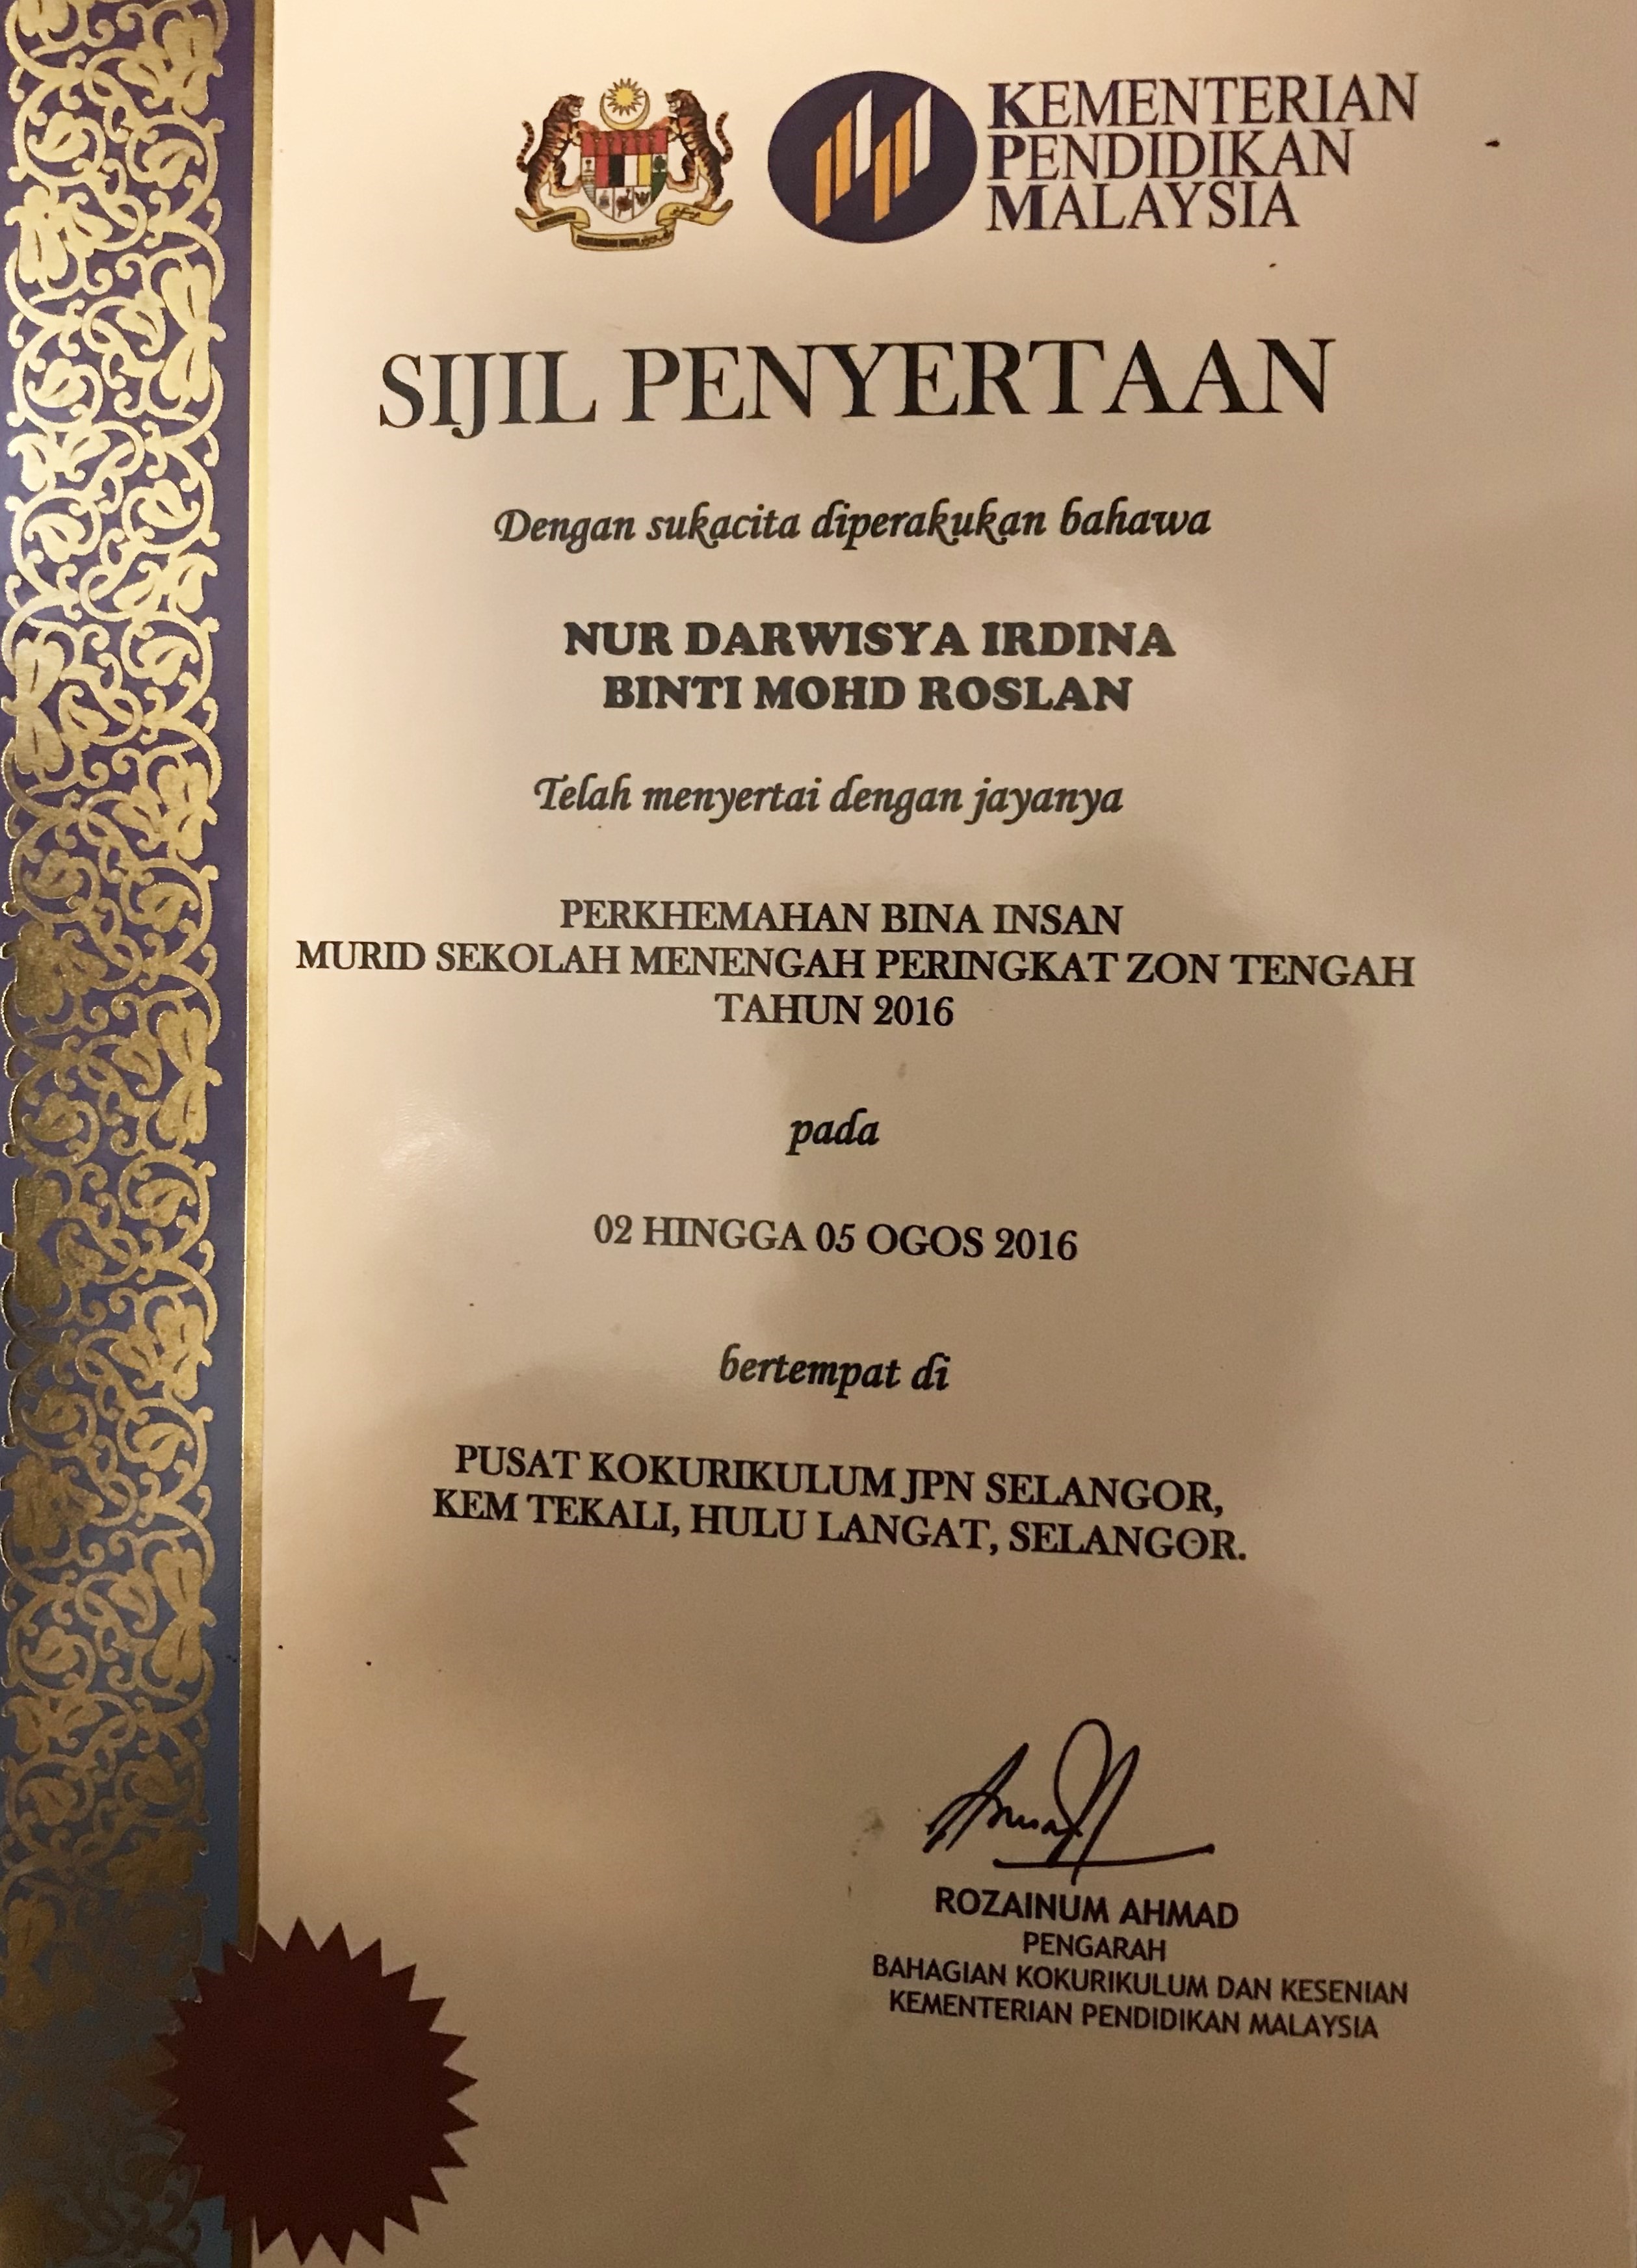 KEMENTERIAN
PENDIDIKAN
MALAYSIA
SIJIL PENYERTAAN
Dengan sukacita diperakukan bahawa
NUR DARWISYA IRDINA
BINTI MOHD ROSLAN
Telah menyertai dengan jayanya
PERKHEMAHAN BINA INSAN
MURID SEKOLAH MENENGAH PERINGKAT ZON TENGAH
TAHUN 2016
pada
02 HINGGA 05 OGOS 2016
bertempat di
PUSAT KOKURIKULUM JPN SELANGOR,
KEM TEKALI, HULU LANGAT, SELANGOR.
ROZAINUM AHMAD
PENGARAH
BAHAGIAN KOKURIKULUM DAN KESENIAN
KEMENTERIAN PENDIDIKAN MALAYSIA